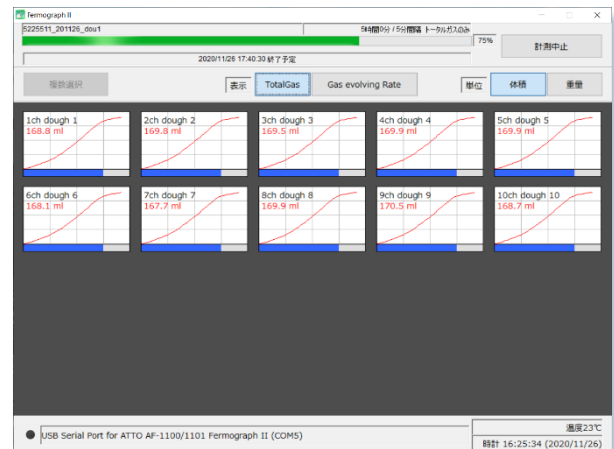 Fermograph II
5225511_201126_dou1
5時間0分 / 5分間隔 トータルガスのみ
75%
計測中止
2020/11/26 17:40:30 終了予定
複数選択
表示
TotalGas
Gas evolving Rate
単位
体積
重量
1ch dough 1
168.8 ml
2ch dough 2
169.8 ml
3ch dough 3
169.5 ml
4ch dough 4
169.9 ml
5ch dough 5
169.9 ml
6ch dough 6
168.1 ml
7ch dough 7
167.7 ml
8ch dough 8
169.9 ml
9ch dough 9
170.5 ml
10ch dough 10
168.7 ml
USB Serial Port for ATTO AF-1100/1101 Fermograph II (COM5)
温度23℃
時計 16:25:34 (2020/11/26)